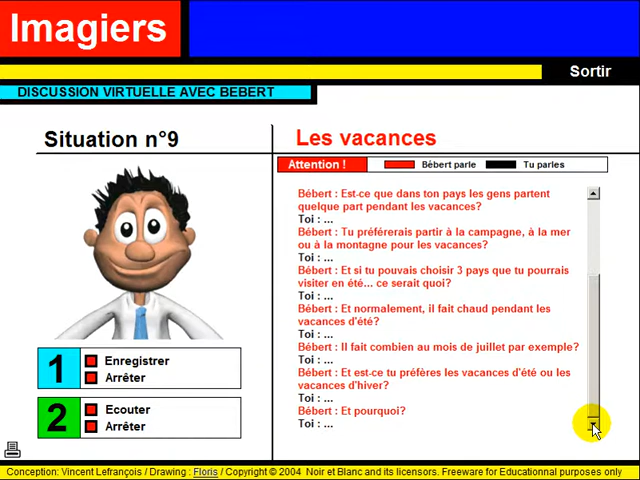 Imagiers
Sortir
DISCUSSION VIRTUELLE AVEC BEBERT
Situation n°9
Les vacances
Attention !
Bébert parle
Tu parles
Bébert : Est-ce que dans ton pays les gens partent
quelque part pendant les vacances?
Toi : ...
Bébert : Tu préférerais partir à la campagne, à la mer
ou à la montagne pour les vacances?
Toi : ...
Bébert : Et si tu pouvais choisir 3 pays que tu pourrais
visiter en été... ce serait quoi?
Toi : ...
Bébert : Et normalement, il fait chaud pendant les
vacances d'été?
Toi : ...
Bébert : Il fait combien au mois de juillet par exemple?
Toi : ...
Bébert : Et est-ce tu préfères les vacances d'été ou les
vacances d'hiver?
Toi : ...
Bébert : Et pourquoi?
Toi : ...
1
Enregistrer
Arrêter
2
Ecouter
Arrêter
Conception: Vincent Lefrançois / Drawing : Floris / Copyright © 2004 Noir et Blanc and its licensors. Freeware for Educationnal purposes only